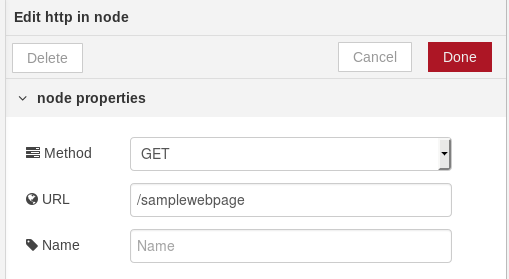 Edit http in node
Delete Cancel Done
node properties
Method GET
URL /samplewebpage
Name Name